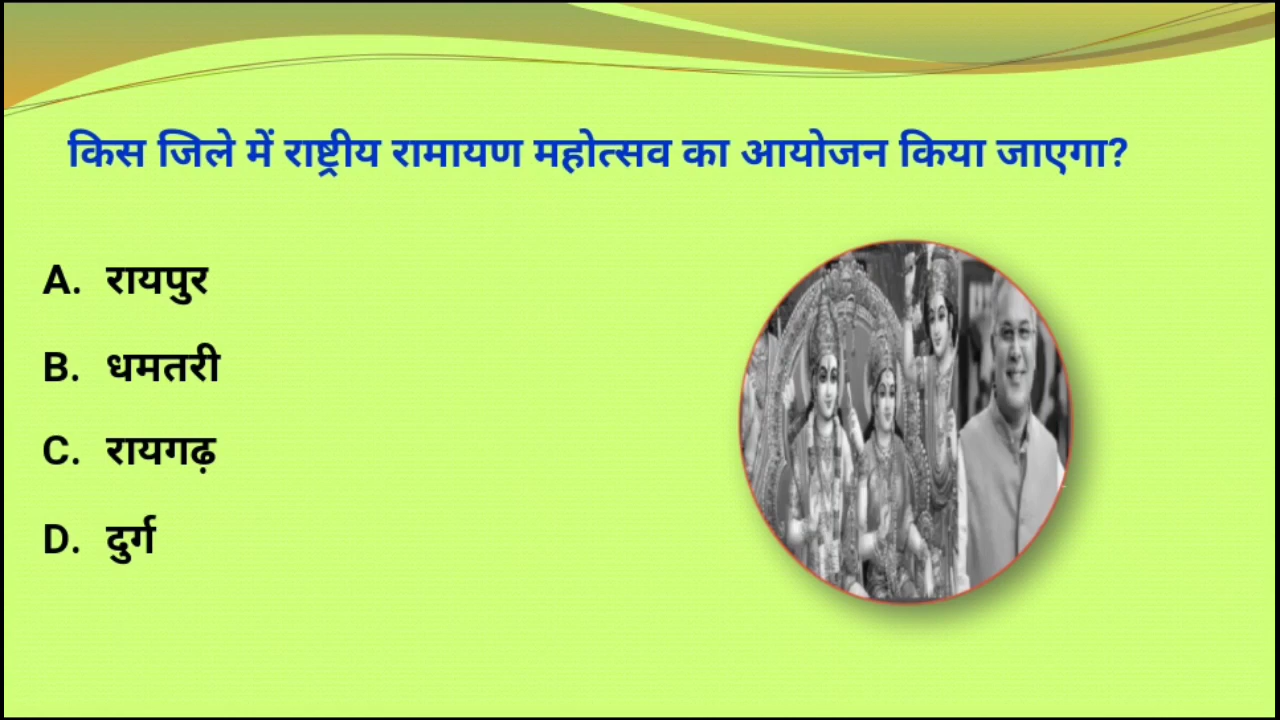 किस जिले में राष्ट्रीय रामायण महोत्सव का आयोजन किया जाएगा?
A. रायपुर
B. धमतरी
C. रायगढ़
D. दुर्ग